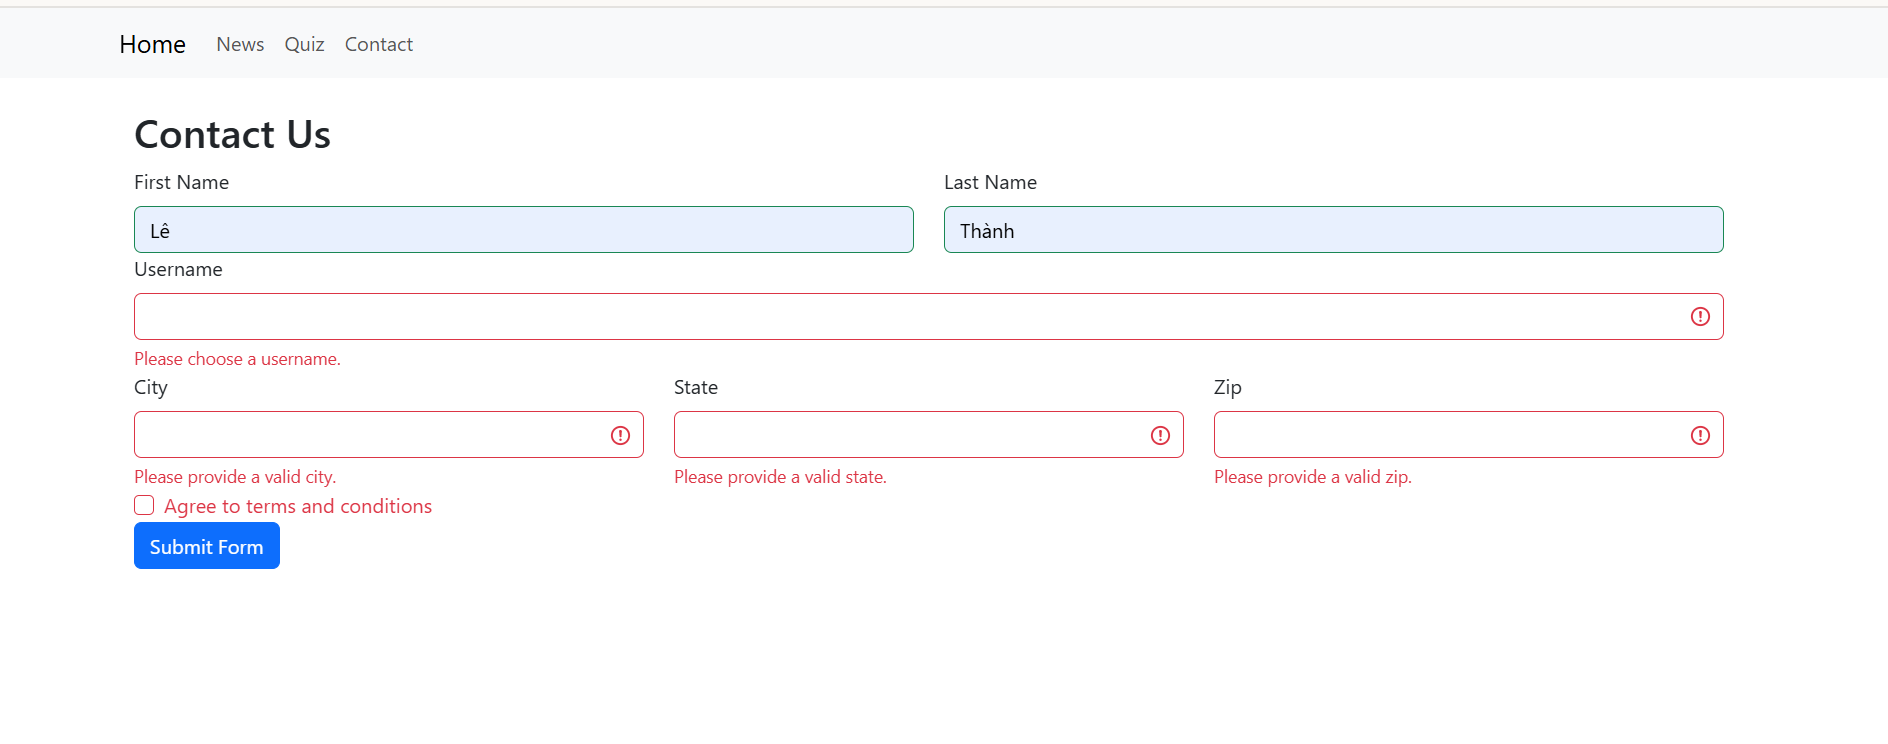 Home News Quiz Contact
Contact Us
First Name Last Name
Lê Thành
Username
Please choose a username.
City State Zip
Please provide a valid city. Please provide a valid state. Please provide a valid zip.
Agree to terms and conditions
Submit Form